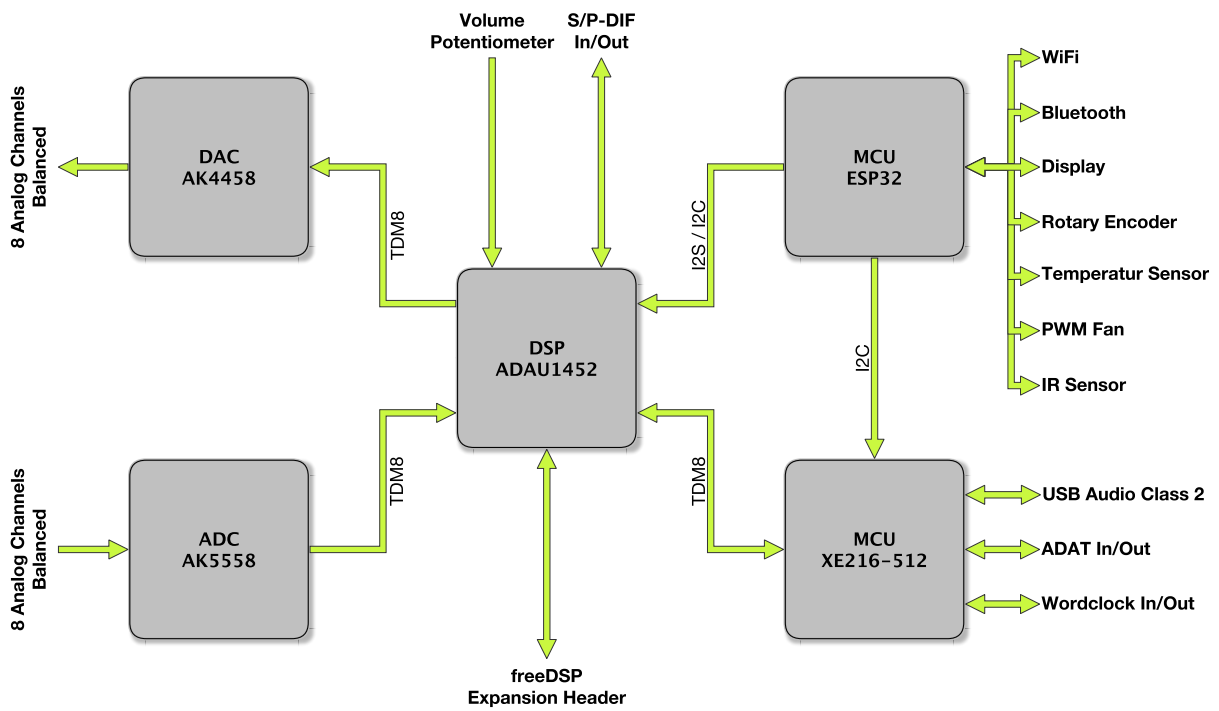 Volume
Potentiometer
S/P-DIF
In/Out
8 Analog Channels
Balanced
DAC
AK4458
TDM8
I2S / I2C
MCU
ESP32
WiFi
Bluetooth
Display
Rotary Encoder
Temperatur Sensor
PWM Fan
IR Sensor
DSP
ADAU1452
I2C
8 Analog Channels
Balanced
ADC
AK5558
TDM8
TDM8
MCU
XE216-512
USB Audio Class 2
ADAT In/Out
Wordclock In/Out
freeDSP
Expansion Header